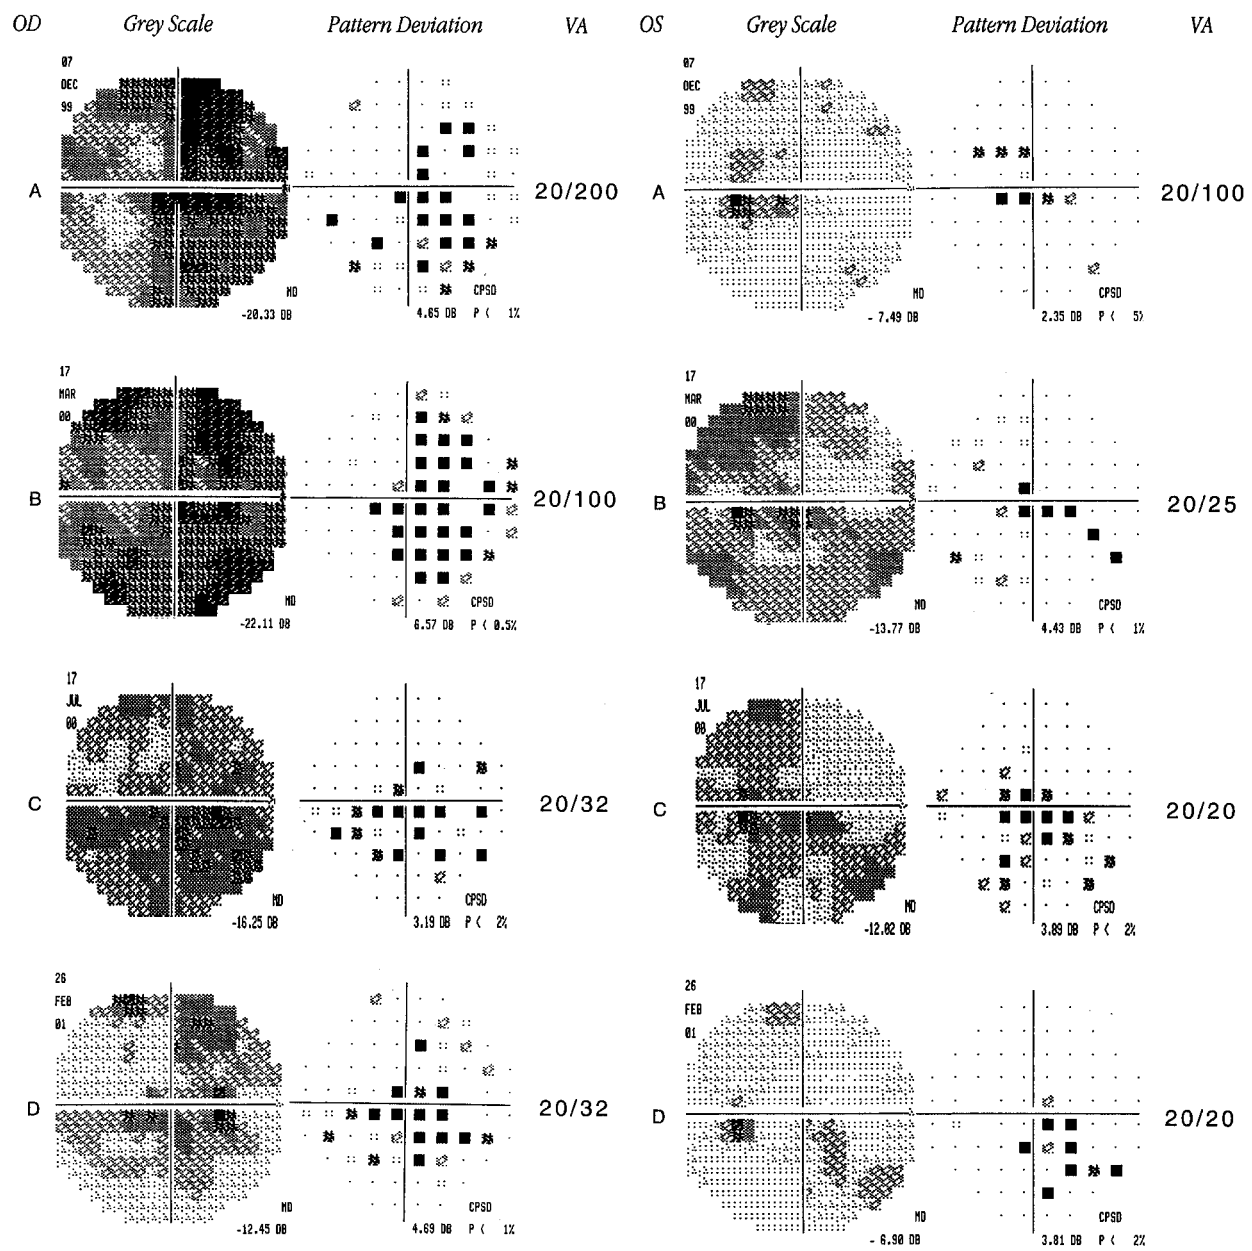 OD Grey Scale Pattern Deviation VA OS Grey Scale Pattern Deviation VA
07
DEC
99
A
20/200
MD
-20.33 DB
CPSD
4.65 DB P < 1%
07
DEC
99
A
20/100
MD
- 7.49 DB
CPSD
2.35 DB P < 5%
17
MAR
00
B
20/100
MD
-22.11 DB
CPSD
6.57 DB P < 0.5%
17
MAR
00
B
20/25
MD
-13.77 DB
CPSD
4.43 DB P < 1%
17
JUL
00
C
20/32
MD
-16.25 DB
CPSD
3.19 DB P < 2%
17
JUL
00
C
20/20
MD
-12.02 DB
CPSD
3.89 DB P < 2%
26
FEB
01
D
20/32
MD
-12.45 DB
CPSD
4.69 DB P < 1%
26
FEB
01
D
20/20
MD
- 6.90 DB
CPSD
3.81 DB P < 2%